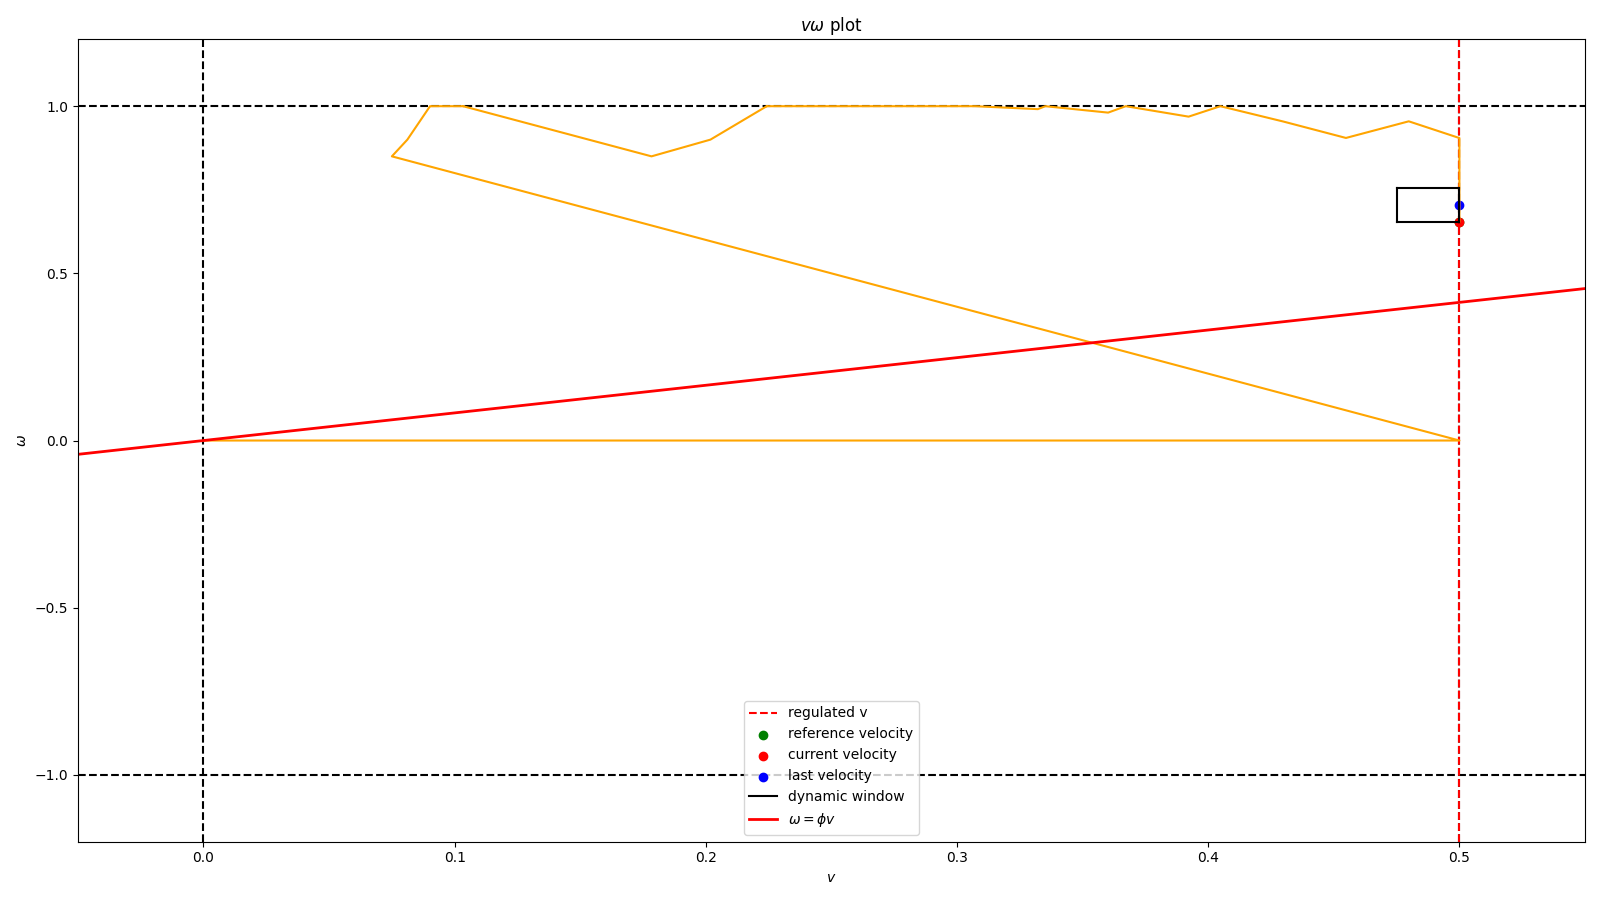 vω plot
ω
1.0
0.5
0.0
−0.5
−1.0
regulated v
reference velocity
current velocity
last velocity
dynamic window
ω = ϕv
0.0 0.1 0.2 0.3 0.4 0.5
v